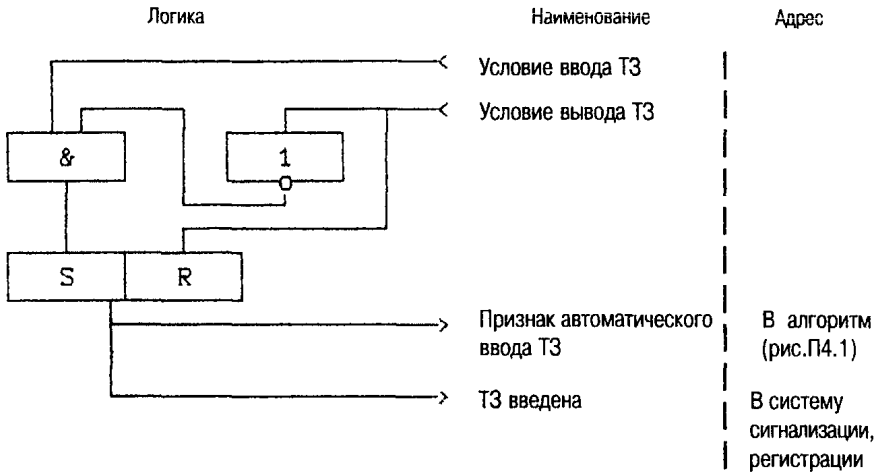 Логика Наименование Адрес
Условие ввода ТЗ
Условие вывода ТЗ
& 1
S R
Признак автоматического
ввода ТЗ
В алгоритм
(рис.П4.1)
ТЗ введена
В систему
сигнализации,
регистрации